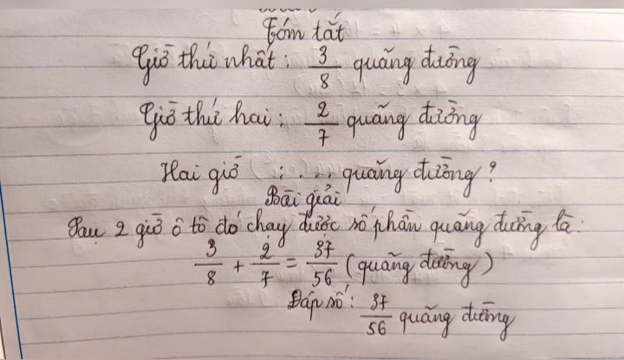 Tóm tắt
Giờ thứ nhất : 3/8 quãng đường
Giờ thứ hai : 2/7 quãng đường
Hai giờ : ... quãng đường ?
Bài giải
Sau 2 giờ ô tô đó chạy được số phần quãng đường là :
3/8 + 2/7 = 37/56 (quãng đường)
Đáp số : 37/56 quãng đường